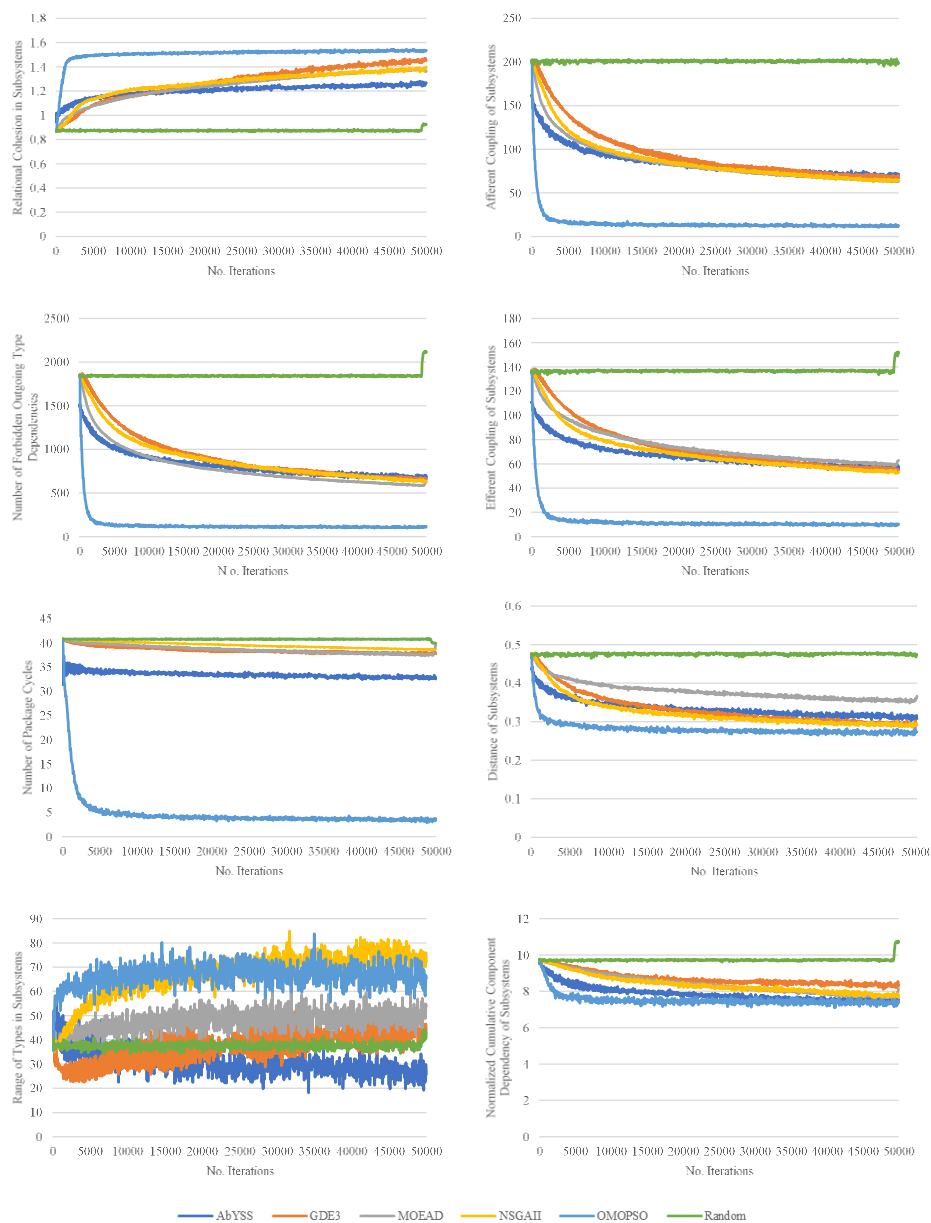 1.8
1.6
1.4
1.2
1
0.8
0.6
0.4
0.2
0
Relational Cohesion in Subsystems
0 5000 10000 15000 20000 25000 30000 35000 40000 45000 50000
No. Iterations
250
200
150
100
50
0
Afferent Coupling of Subsystems
0 5000 10000 15000 20000 25000 30000 35000 40000 45000 50000
No. Iterations
2500
2000
1500
1000
500
0
Number of Forbidden Outgoing Type
Dependencies
0 5000 10000 15000 20000 25000 30000 35000 40000 45000 50000
N o. Iterations
180
160
140
120
100
80
60
40
20
0
Efferent Coupling of Subsystems
0 5000 10000 15000 20000 25000 30000 35000 40000 45000 50000
No. Iterations
45
40
35
30
25
20
15
10
5
0
Number of Package Cycles
0 5000 10000 15000 20000 25000 30000 35000 40000 45000 50000
No. Iterations
0.6
0.5
0.4
0.3
0.2
0.1
0
Distance of Subsystems
0 5000 10000 15000 20000 25000 30000 35000 40000 45000 50000
No. Iterations
90
80
70
60
50
40
30
20
10
0
Range of Types in Subsystems
0 5000 10000 15000 20000 25000 30000 35000 40000 45000 50000
No. Iterations
12
10
8
6
4
2
0
Normalized Cumulative Component
Dependency of Subsystems
0 5000 10000 15000 20000 25000 30000 35000 40000 45000 50000
No. Iterations
AbYSS GDE3 MOEAD NSGAII OMOPSO Random